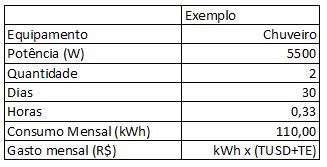 Exemplo
Equipamento Chuveiro
Potência (W) 5500
Quantidade 2
Dias 30
Horas 0,33
Consumo Mensal (kWh) 110,00
Gasto mensal (R$) kWh x (TUSD+TE)